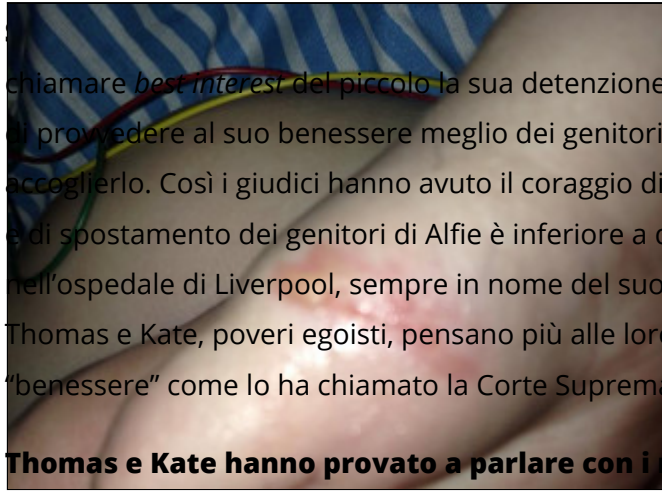 chiamare best interest del piccolo la sua detenzione
di provvedere al suo benessere meglio dei genitori
accoglierlo. Così i giudici hanno avuto il coraggio di
e di spostamento dei genitori di Alfie è inferiore a
nell'ospedale di Liverpool, sempre in nome del suo
Thomas e Kate, poveri egoisti, pensano più alle
“benessere” come lo ha chiamato la Corte Suprema
Thomas e Kate hanno provato a parlare con i